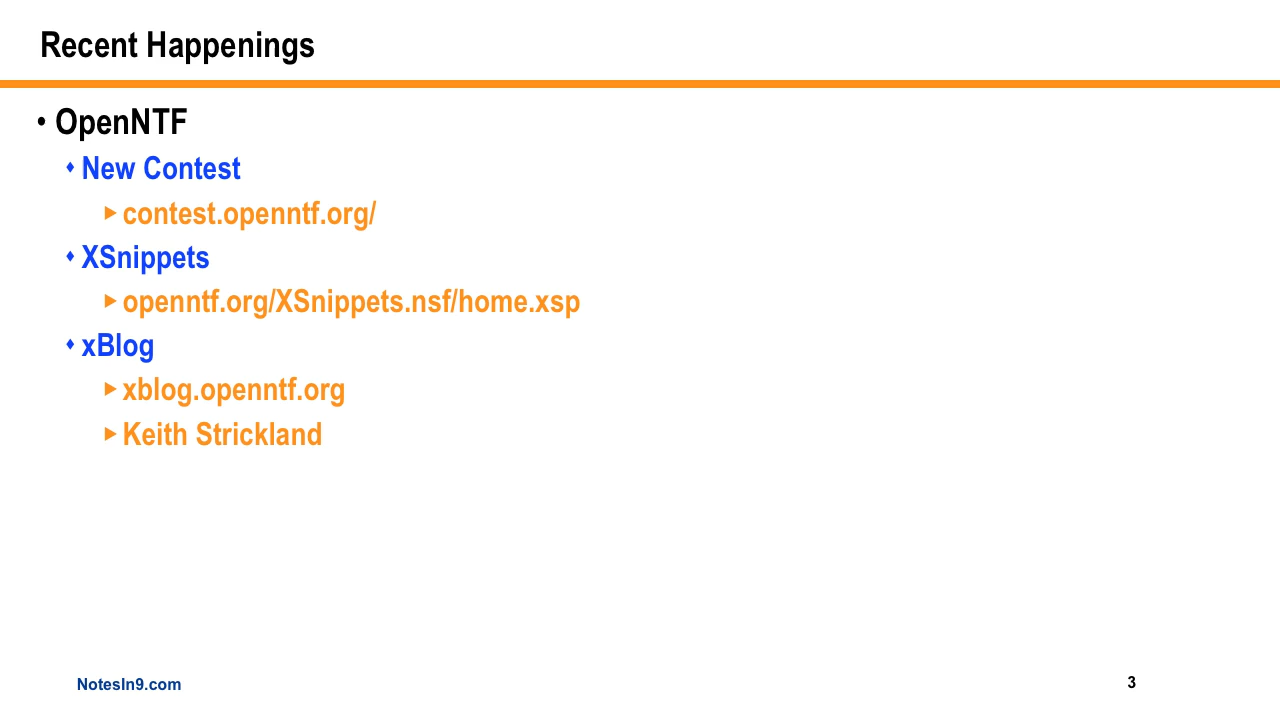 Recent Happenings
• OpenNTF
♦ New Contest
► contest.openntf.org/
♦ XSnippets
► openntf.org/XSnippets.nsf/home.xsp
♦ xBlog
► xblog.openntf.org
► Keith Strickland
NotesIn9.com
3